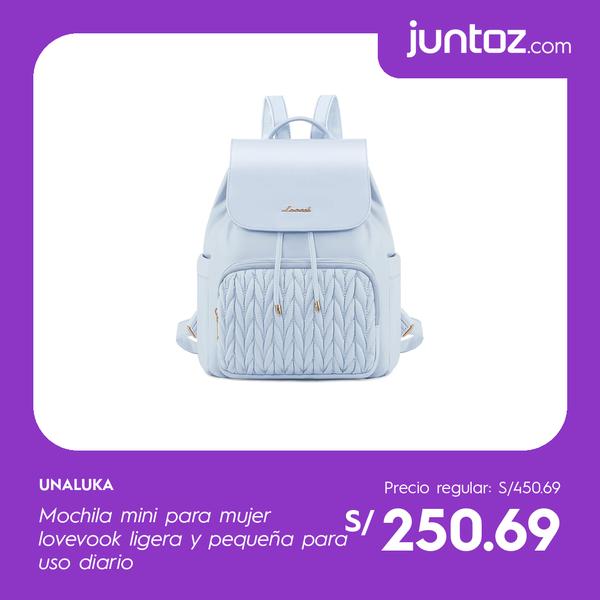 juntoz.com
Lovevook
UNALUKA
Mochila mini para mujer
lovevook ligera y pequeña para
uso diario
Precio regular: S/450.69
S/ 250.69